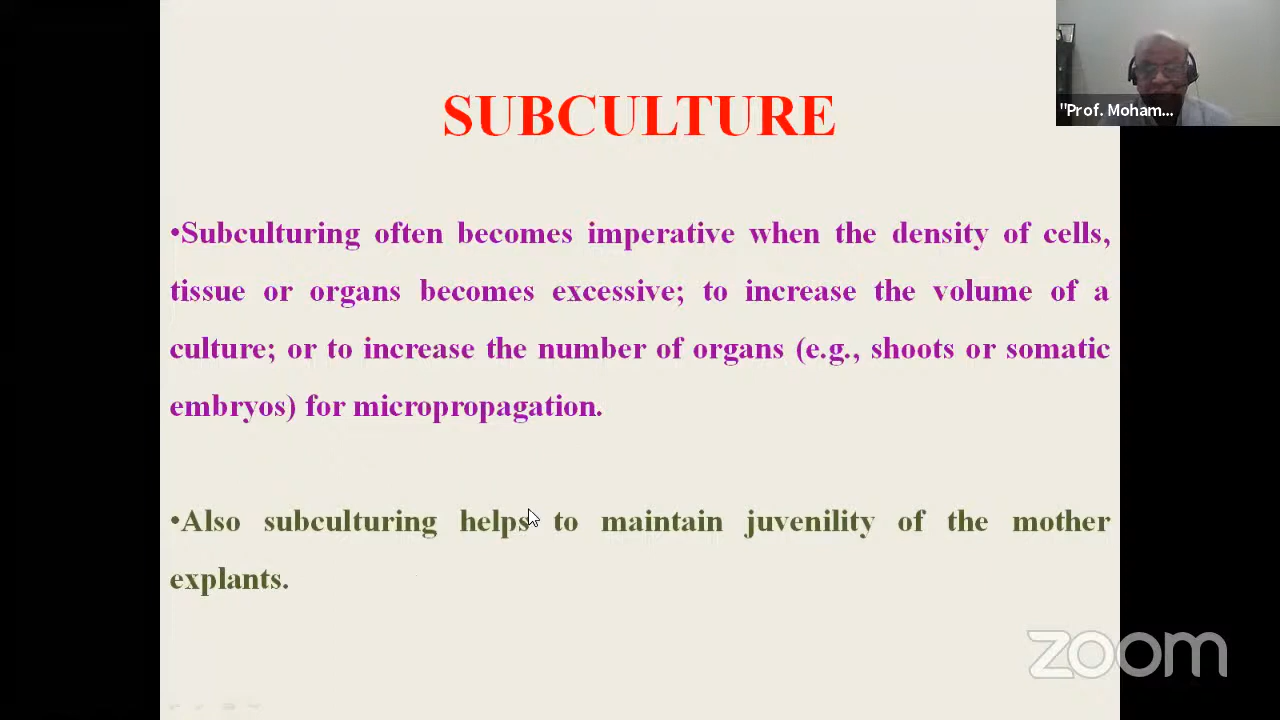 SUBCULTURE
"Prof. Moham...
•Subculturing often becomes imperative when the density of cells,
tissue or organs becomes excessive; to increase the volume of a
culture; or to increase the number of organs (e.g., shoots or somatic
embryos) for micropropagation.
•Also subculturing helps to maintain juvenility of the mother
explants.
zoom